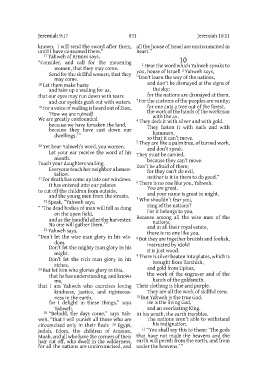 Jeremiah 9:17 831 Jeremiah 10:11
known. I will send the sword after them,
until I have consumed them."
17 Yahweh of Armies says,
"Consider, and call for the mourning
women, that they may come.
Send for the skillful women, that they
may come.
18 Let them make haste
and take up a wailing for us,
that our eyes may run down with tears
and our eyelids gush out with waters.
19 For a voice of wailing is heard out of Zion,
'How we are ruined!
We are greatly confounded
because we have forsaken the land,
because they have cast down our
dwellings.'"
20 Yet hear Yahweh's word, you women.
Let your ear receive the word of his
mouth.
Teach your daughters wailing.
Everyone teach her neighbor a lamen-
tation.
21 For death has come up into our windows.
It has entered into our palaces
to cut off the children from outside,
and the young men from the streets.
22 Speak, "Yahweh says,
"'The dead bodies of men will fall as dung
on the open field,
and as the handful after the harvester.
No one will gather them.'"
23 Yahweh says,
"Don't let the wise man glory in his wis-
dom.
Don't let the mighty man glory in his
might.
Don't let the rich man glory in his
riches.
24 But let him who glories glory in this,
that he has understanding, and knows
me,
that I am Yahweh who exercises loving
kindness, justice, and righteous-
ness in the earth,
for I delight in these things," says
Yahweh.
25 "Behold, the days come," says Yah-
weh, "that I will punish all those who are
circumcised only in their flesh: 26 Egypt,
Judah, Edom, the children of Ammon,
Moab, and all who have the corners of their
hair cut off, who dwell in the wilderness,
for all the nations are uncircumcised, and
all the house of Israel are uncircumcised in
heart."
10
1 Hear the word which Yahweh speaks to
you, house of Israel! 2 Yahweh says,
"Don't learn the way of the nations,
and don't be dismayed at the signs of
the sky;
for the nations are dismayed at them.
3 For the customs of the peoples are vanity;
for one cuts a tree out of the forest,
the work of the hands of the workman
with the ax.
4 They deck it with silver and with gold.
They fasten it with nails and with
hammers,
so that it can't move.
5 They are like a palm tree, of turned work,
and don't speak.
They must be carried,
because they can't move.
Don't be afraid of them;
for they can't do evil,
neither is it in them to do good."
6 There is no one like you, Yahweh.
You are great,
and your name is great in might.
7 Who shouldn't fear you,
King of the nations?
For it belongs to you.
Because among all the wise men of the
nations,
and in all their royal estate,
there is no one like you.
8 But they are together brutish and foolish,
instructed by idols!
It is just wood.
9 There is silver beaten into plates, which is
brought from Tarshish,
and gold from Uphaz,
the work of the engraver and of the
hands of the goldsmith.
Their clothing is blue and purple.
They are all the work of skillful men.
10 But Yahweh is the true God.
He is the living God,
and an everlasting King.
At his wrath, the earth trembles.
The nations aren't able to withstand
his indignation.
11 "You shall say this to them: 'The gods
that have not made the heavens and the
earth will perish from the earth, and from
under the heavens.'"